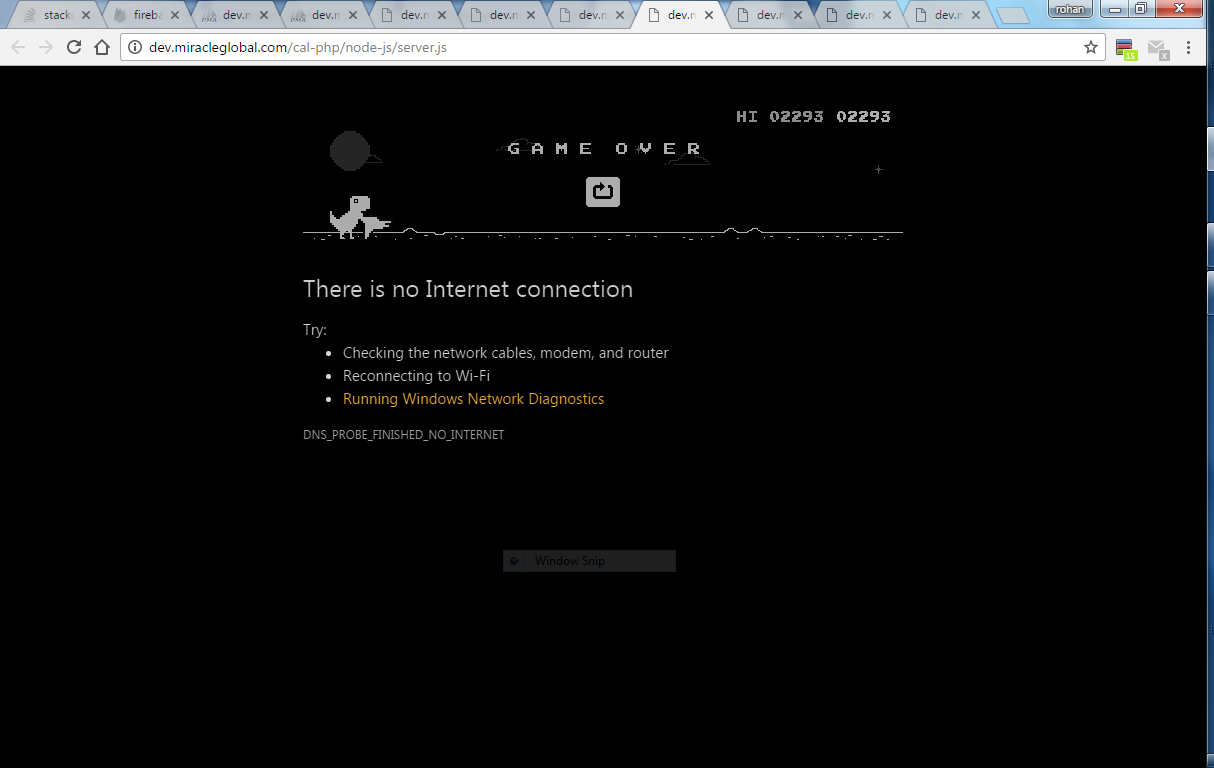 stack
fireba
dev.n
dev.n
dev.n
dev.n
dev.n
dev.n
dev.n
dev.n
dev.n
rohan
dev.miracleglobal.com/cal-php/node-js/server.js
15
x
HI 02293 02293
GAME OVER
There is no Internet connection
Try:
• Checking the network cables, modem, and router
• Reconnecting to Wi-Fi
• Running Windows Network Diagnostics
DNS_PROBE_FINISHED_NO_INTERNET
Window Snip